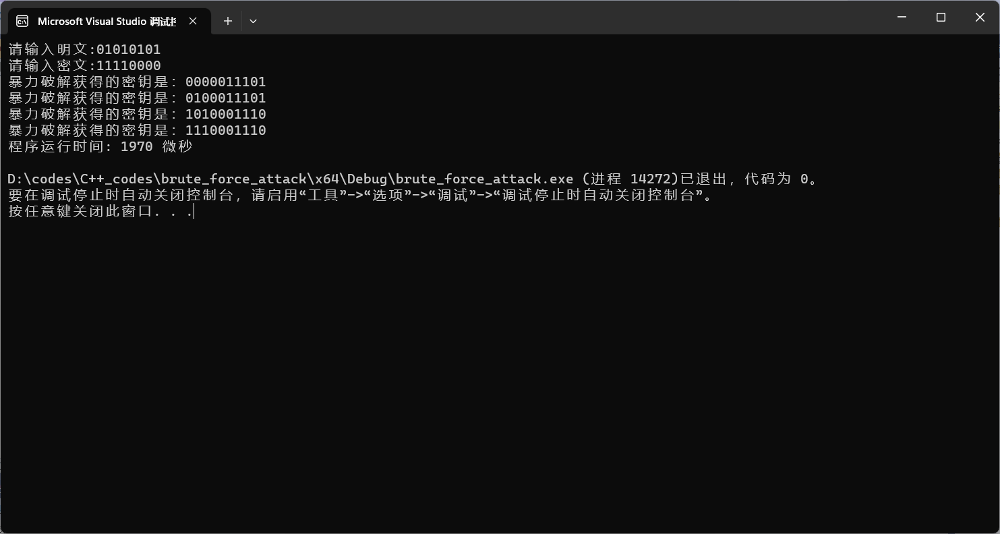 Microsoft Visual Studio 调试
请输入明文:01010101
请输入密文:11110000
暴力破解获得的密钥是: 0000011101
暴力破解获得的密钥是: 0100011101
暴力破解获得的密钥是: 1010001110
暴力破解获得的密钥是: 1110001110
程序运行时间: 1970 微秒
D:\codes\C++_codes\brute_force_attack\x64\Debug\brute_force_attack.exe (进程 14272)已退出，代码为 0。
要在调试停止时自动关闭控制台，请启用“工具”->“选项”->“调试”->“调试停止时自动关闭控制台”。
按任意键关闭此窗口. . .